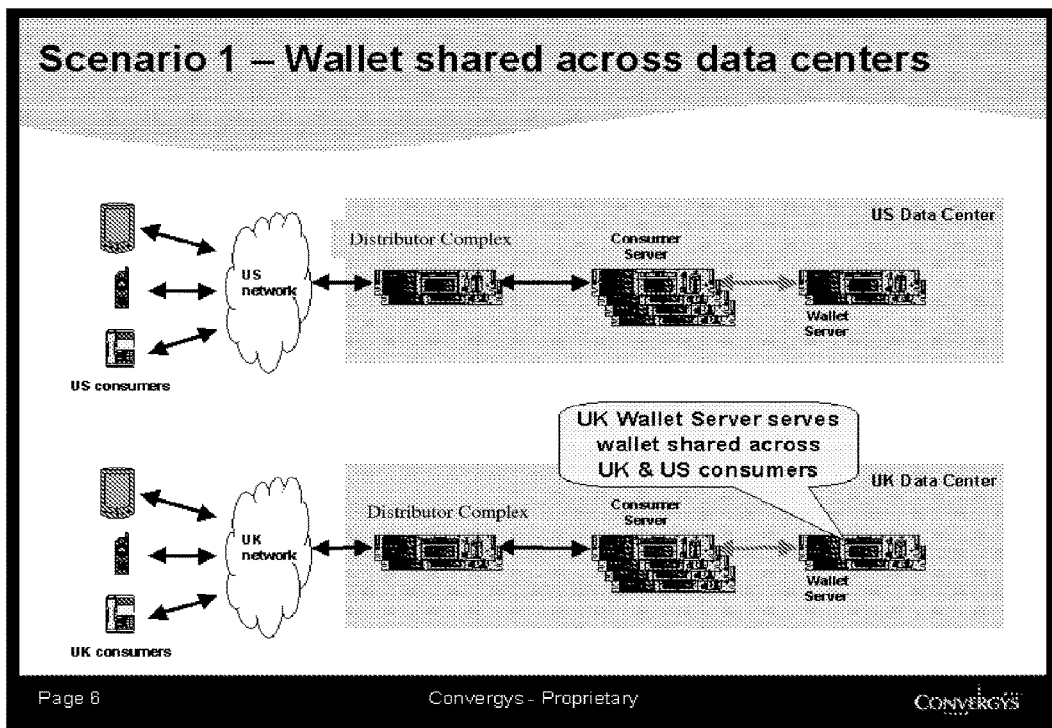 Scenario 1 – Wallet shared across data centers
US Data Center
Distributor Complex
Consumer
Server
US
network
Wallet
Server
US consumers
UK Wallet Server serves
wallet shared across
UK & US consumers
UK Data Center
Distributor Complex
Consumer
Server
UK
network
Wallet
Server
UK consumers
Page 6
Convergys - Proprietary
CONVERGYS